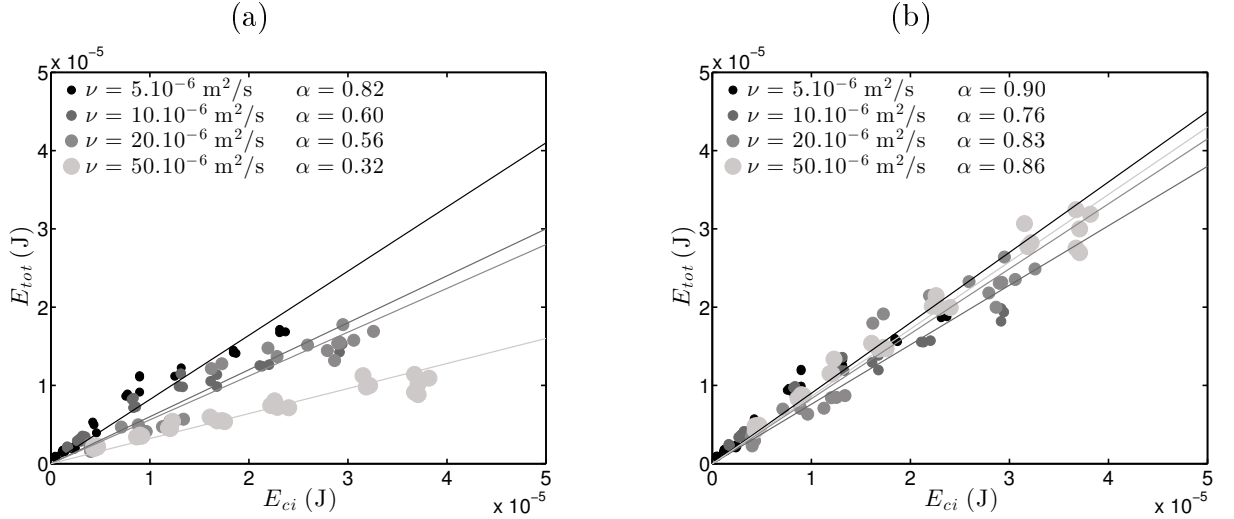 (a)
x 10⁻⁵
5
4
3
2
1
0
ν = 5.10⁻⁶ m²/s α = 0.82
ν = 10.10⁻⁶ m²/s α = 0.60
ν = 20.10⁻⁶ m²/s α = 0.56
ν = 50.10⁻⁶ m²/s α = 0.32
E_tot (J)
0 1 2 3 4 5
E_ci (J)
x 10⁻⁵
(b)
x 10⁻⁵
5
4
3
2
1
0
ν = 5.10⁻⁶ m²/s α = 0.90
ν = 10.10⁻⁶ m²/s α = 0.76
ν = 20.10⁻⁶ m²/s α = 0.83
ν = 50.10⁻⁶ m²/s α = 0.86
E_tot (J)
0 1 2 3 4 5
E_ci (J)
x 10⁻⁵